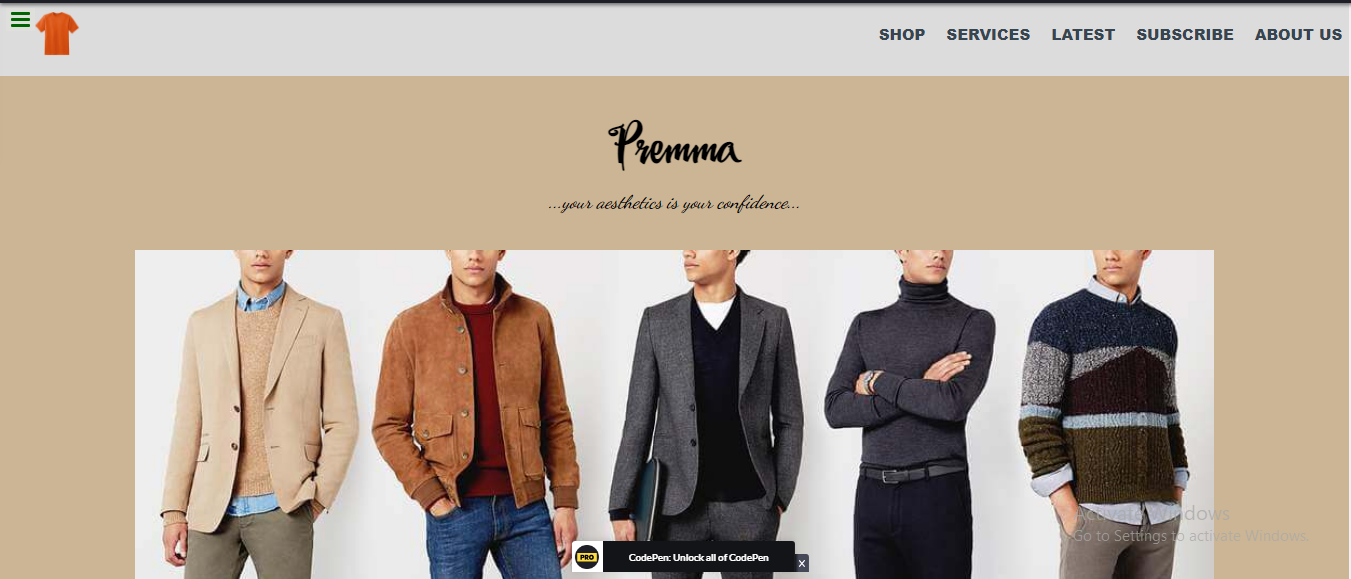 SHOP SERVICES LATEST SUBSCRIBE ABOUT US
Premma
...your aesthetics is your confidence...
Activate Windows
Go to Settings to activate Windows.
PRO CodePen: Unlock all of CodePen x